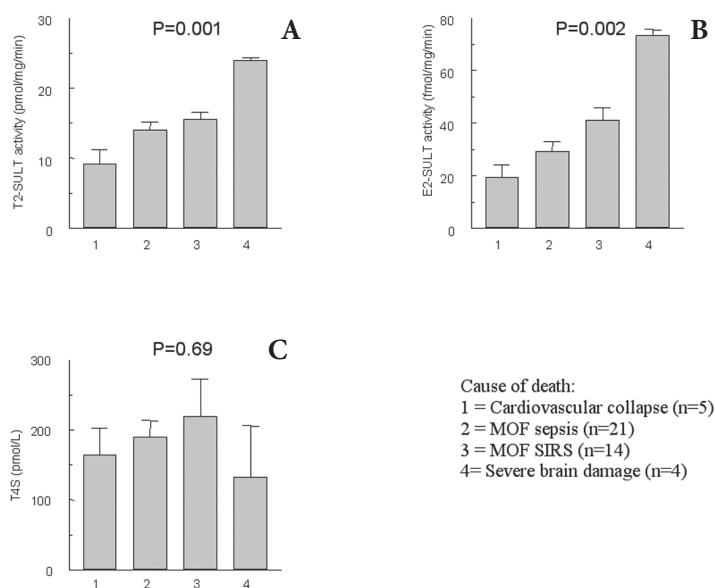 P=0.001
A
T2-SULT activity (pmol/mg/min)
30
20
10
0
1 2 3 4
P=0.002
B
E2-SULT activity (fmol/mg/min)
80
60
40
20
0
1 2 3 4
P=0.69
C
T4S (pmol/L)
300
200
100
0
1 2 3 4
Cause of death:
1 = Cardiovascular collapse (n=5)
2 = MOF sepsis (n=21)
3 = MOF SIRS (n=14)
4= Severe brain damage (n=4)